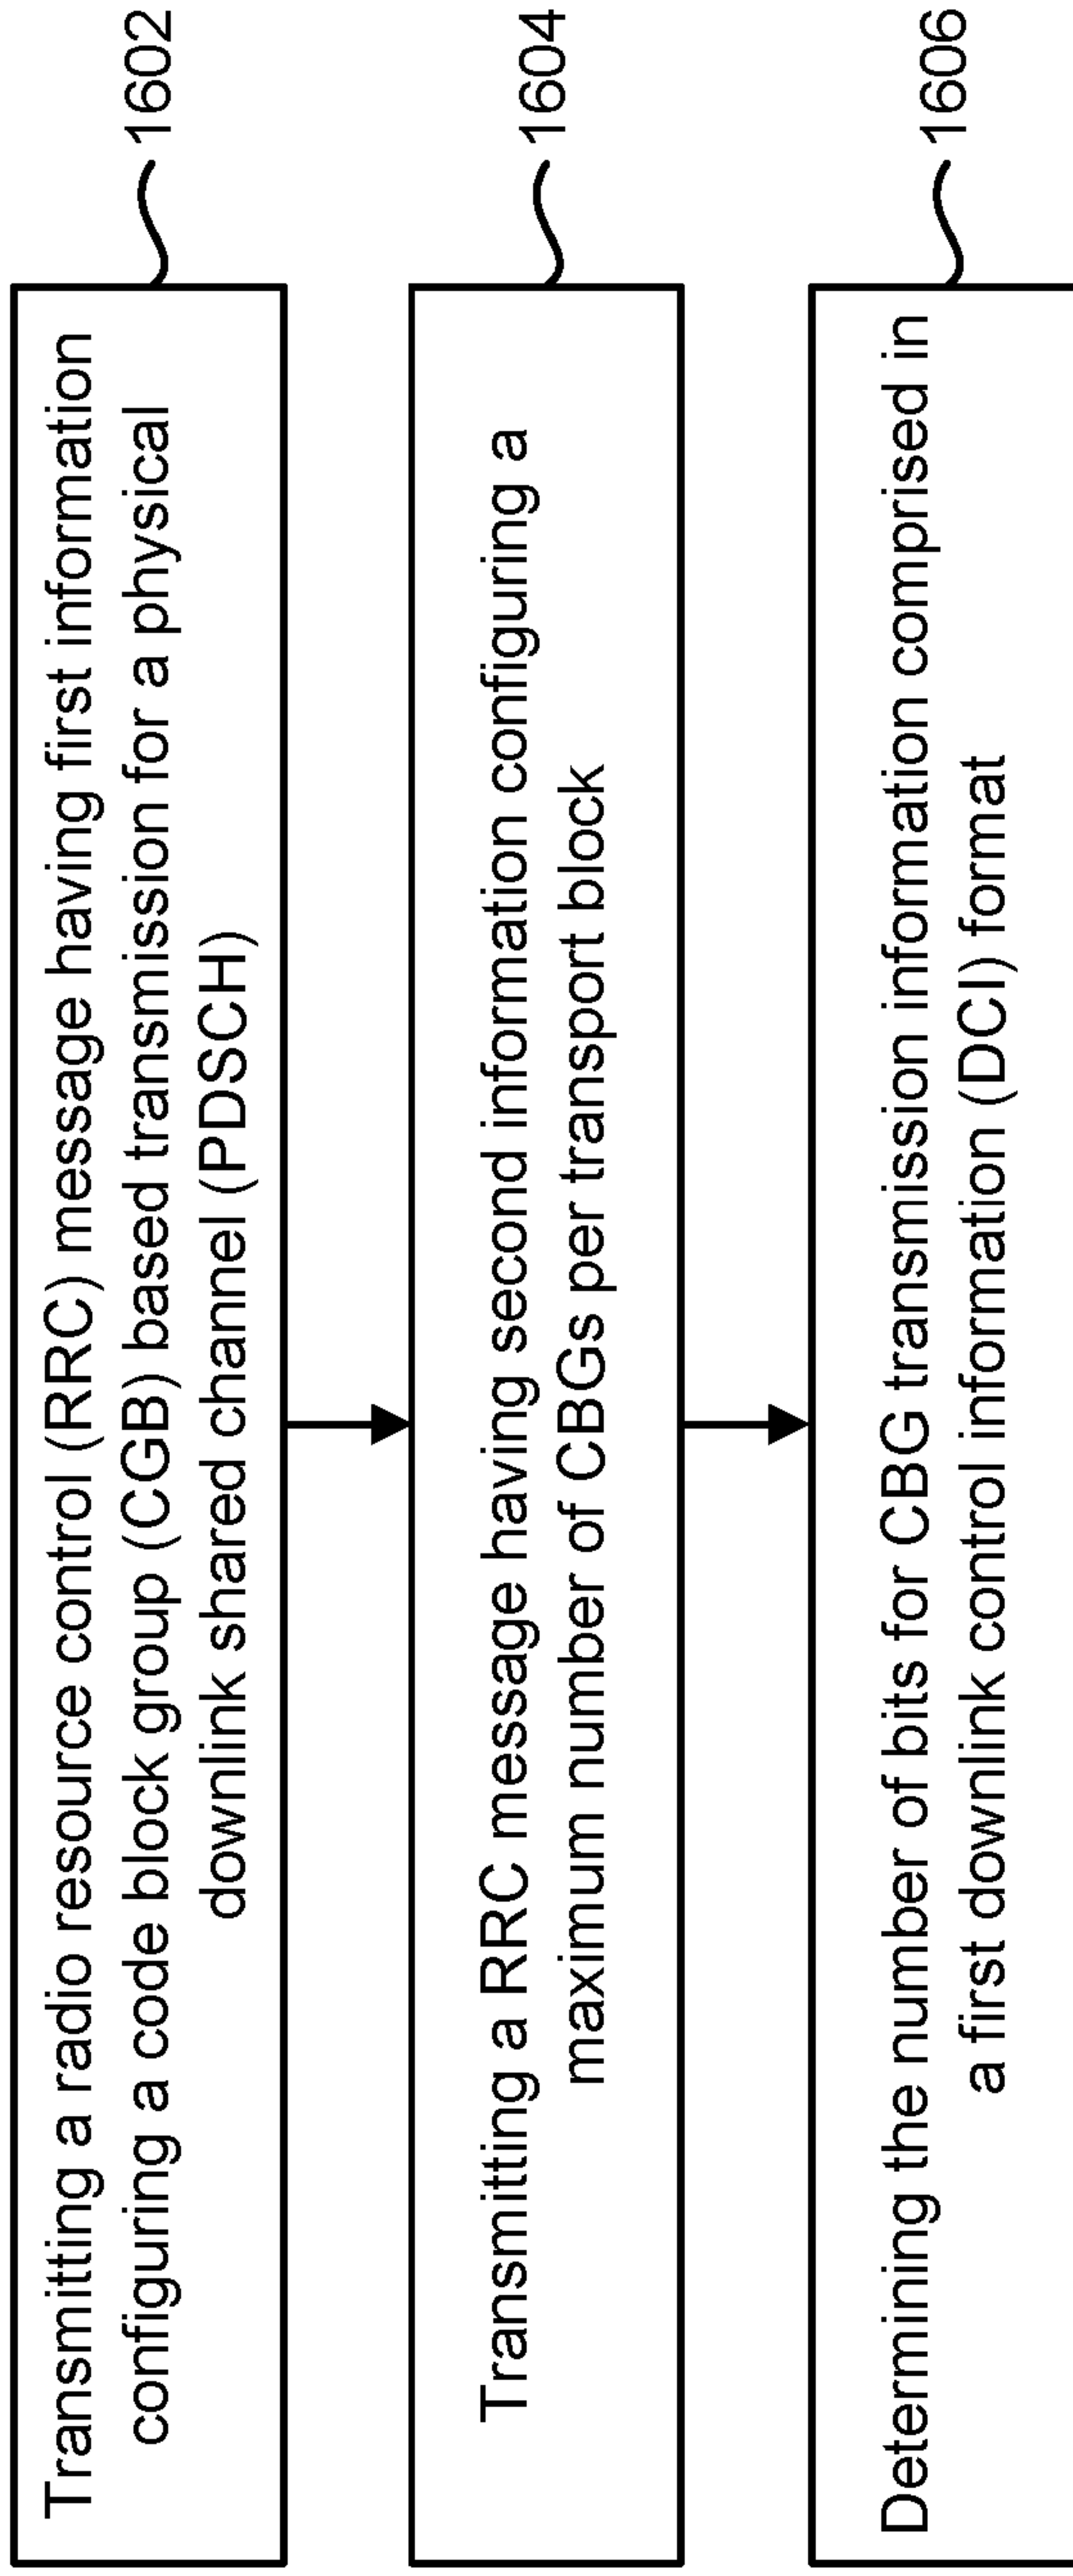 Transmitting a radio resource control (RRC) message having first information
configuring a code block group (CGB) based transmission for a physical
downlink shared channel (PDSCH)
1602
Transmitting a RRC message having second information configuring a
maximum number of CBGs per transport block
1604
Determining the number of bits for CBG transmission information comprised in
a first downlink control information (DCI) format
1606